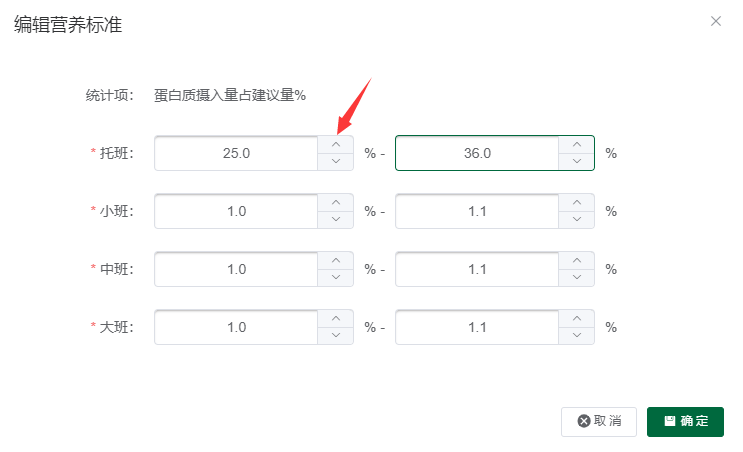 编辑营养标准
统计项: 蛋白质摄入量占建议量%
* 托班: 25.0 % - 36.0 %
* 小班: 1.0 % - 1.1 %
* 中班: 1.0 % - 1.1 %
* 大班: 1.0 % - 1.1 %
取消 确定